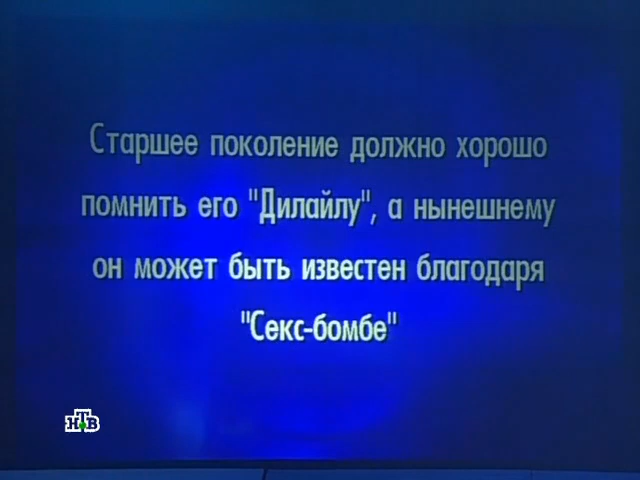 Старшее поколение должно хорошо
помнить его "Дилайлу", а нынешнему
он может быть известен благодаря
"Секс-бомбе"
НТВ